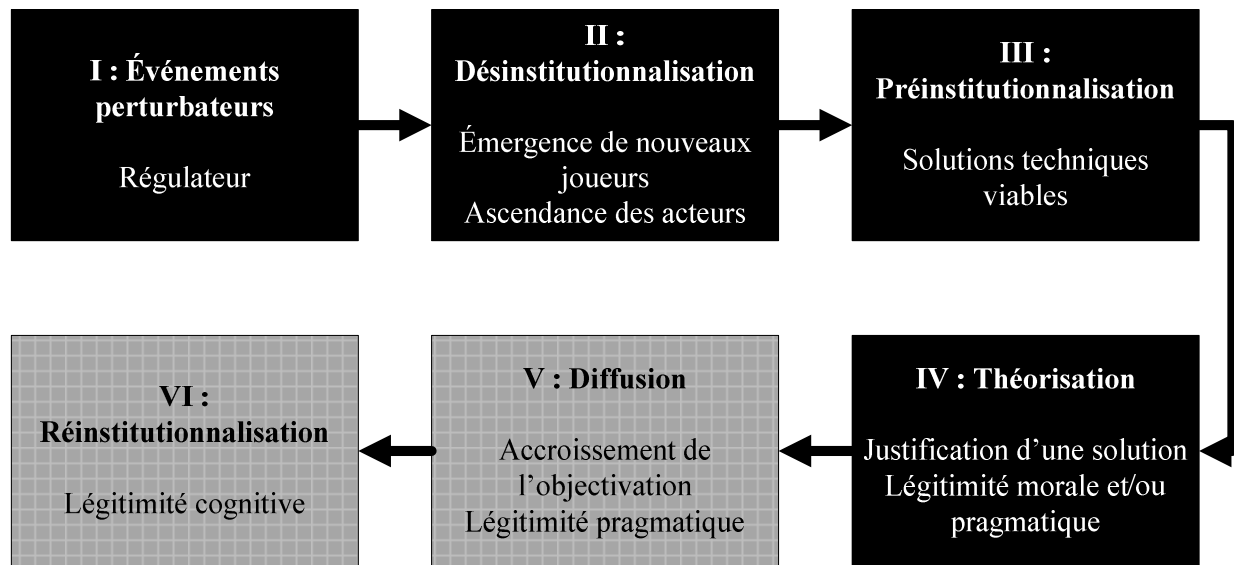 I : Événements
perturbateurs
Régulateur
II :
Désinstitutionnalisation
Émergence de nouveaux
joueurs
Ascendance des acteurs
III :
Préinstitutionnalisation
Solutions techniques
viables
IV : Théorisation
Justification d’une solution
Légitimité morale et/ou
pragmatique
V : Diffusion
Accroissement de
l’objectivation
Légitimité pragmatique
VI :
Réinstitutionnalisation
Légitimité cognitive